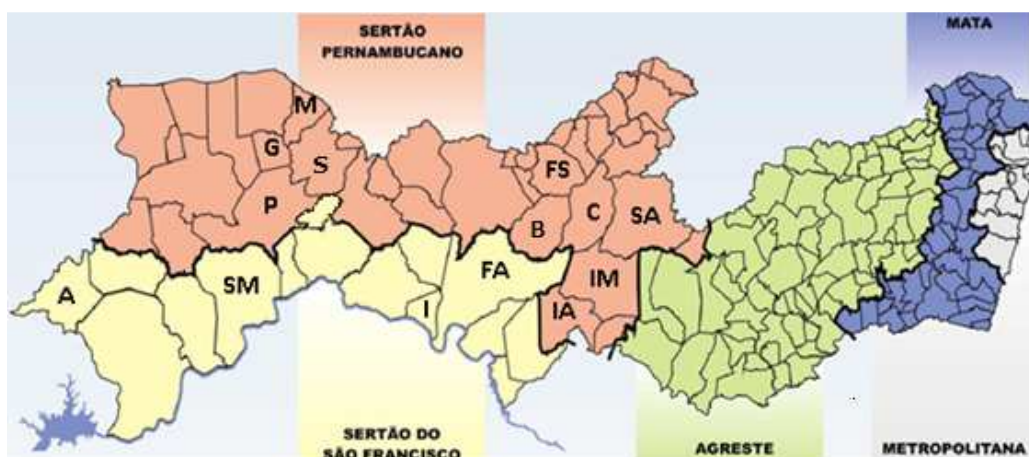 SERTÃO
PERNAMBUCANO
MATA
M
G
S
FS
P
B
C
SA
A
SM
FA
IM
I
IA
SERTÃO DO
SÃO FRANCISCO
AGRESTE
METROPOLITANA